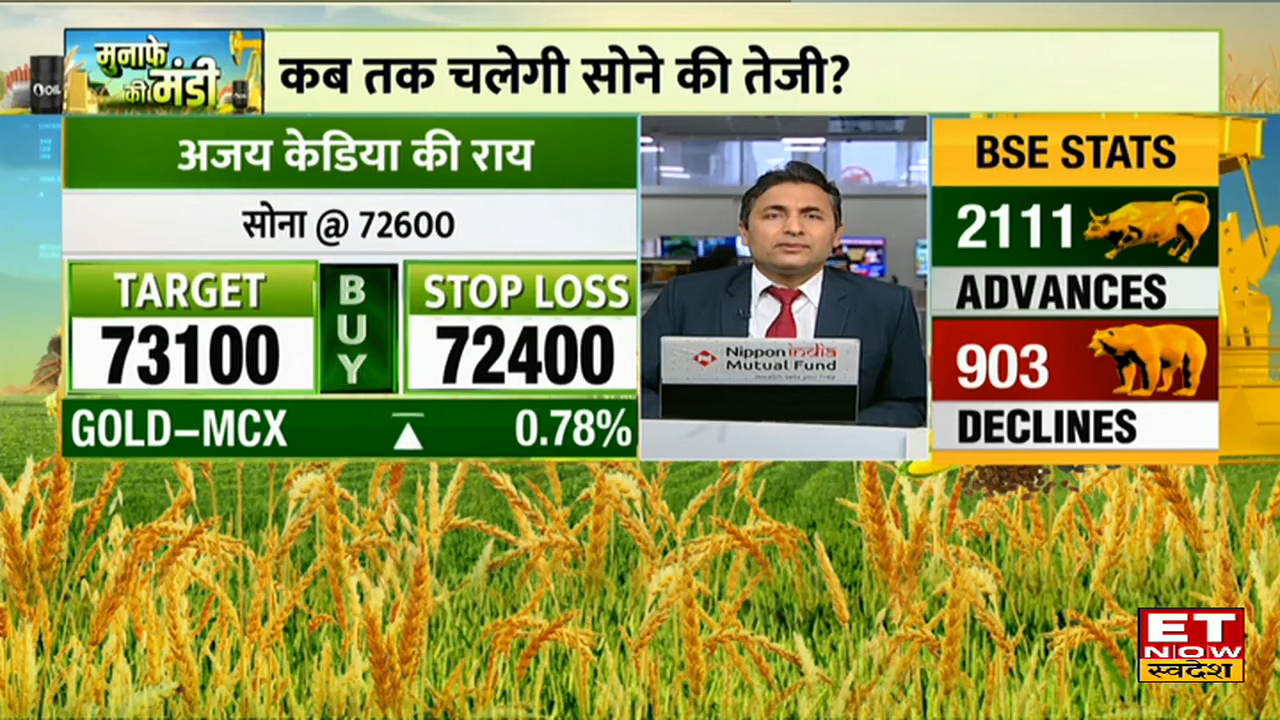 मुनाफे
की मंडी
OIL
कब तक चलेगी सोने की तेजी?
अजय केडिया की राय
सोना @ 72600
TARGET
73100
BUY
STOP LOSS
72400
GOLD-MCX
0.78%
Nippon india
Mutual Fund
BSE STATS
2111
ADVANCES
903
DECLINES
ET
NOW
स्वदेश